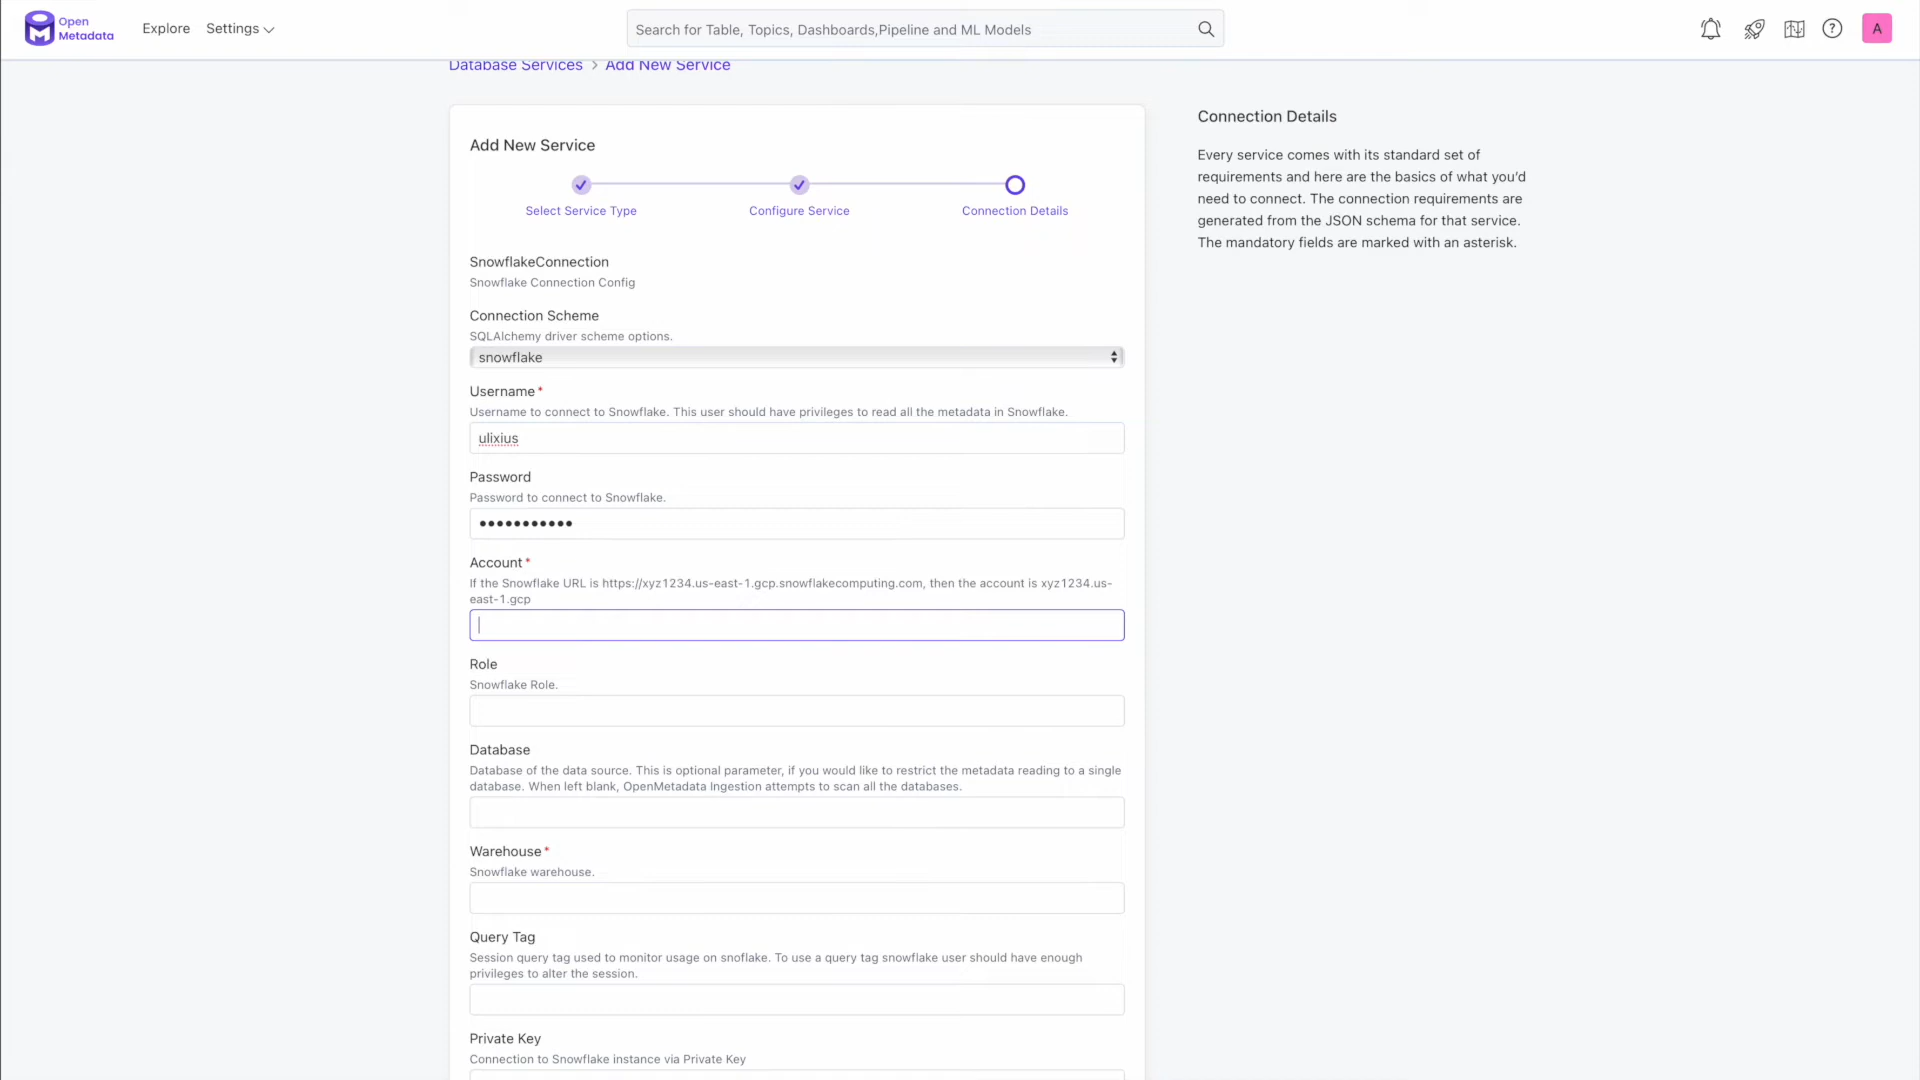 Open
Metadata
Explore
Settings
Search for Table, Topics, Dashboards,Pipeline and ML Models
A
Database Services > Add New Service
Add New Service
Select Service Type
Configure Service
Connection Details
SnowflakeConnection
Snowflake Connection Config
Connection Scheme
SQLAlchemy driver scheme options.
snowflake
Username*
Username to connect to Snowflake. This user should have privileges to read all the metadata in Snowflake.
ulixius
Password
Password to connect to Snowflake.
•••••••••••
Account*
If the Snowflake URL is https://xyz1234.us-east-1.gcp.snowflakecomputing.com, then the account is xyz1234.us-
east-1.gcp
Role
Snowflake Role.
Database
Database of the data source. This is optional parameter, if you would like to restrict the metadata reading to a single
database. When left blank, OpenMetadata Ingestion attempts to scan all the databases.
Warehouse*
Snowflake warehouse.
Query Tag
Session query tag used to monitor usage on snoflake. To use a query tag snowflake user should have enough
privileges to alter the session.
Private Key
Connection to Snowflake instance via Private Key
Connection Details
Every service comes with its standard set of
requirements and here are the basics of what you'd
need to connect. The connection requirements are
generated from the JSON schema for that service.
The mandatory fields are marked with an asterisk.